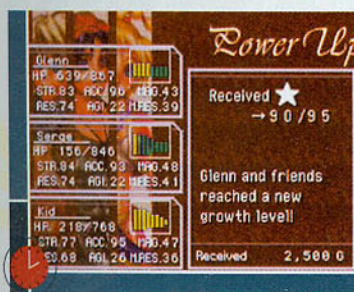 Power Up
Glenn
HP 639/867
STR.83 ACC.96 MAG.43
RES.74 AGI.22 M.RES.39
Serge
HP 156/846
STR.84 ACC.93 MAG.48
RES.74 AGI.22 M.RES.41
Kid
HP 218/768
STR.77 ACC.95 MAG.47
RES.68 AGI.26 M.RES.36
Received ★
→90/95
Glenn and friends
reached a new
growth level!
Received 2,500 G